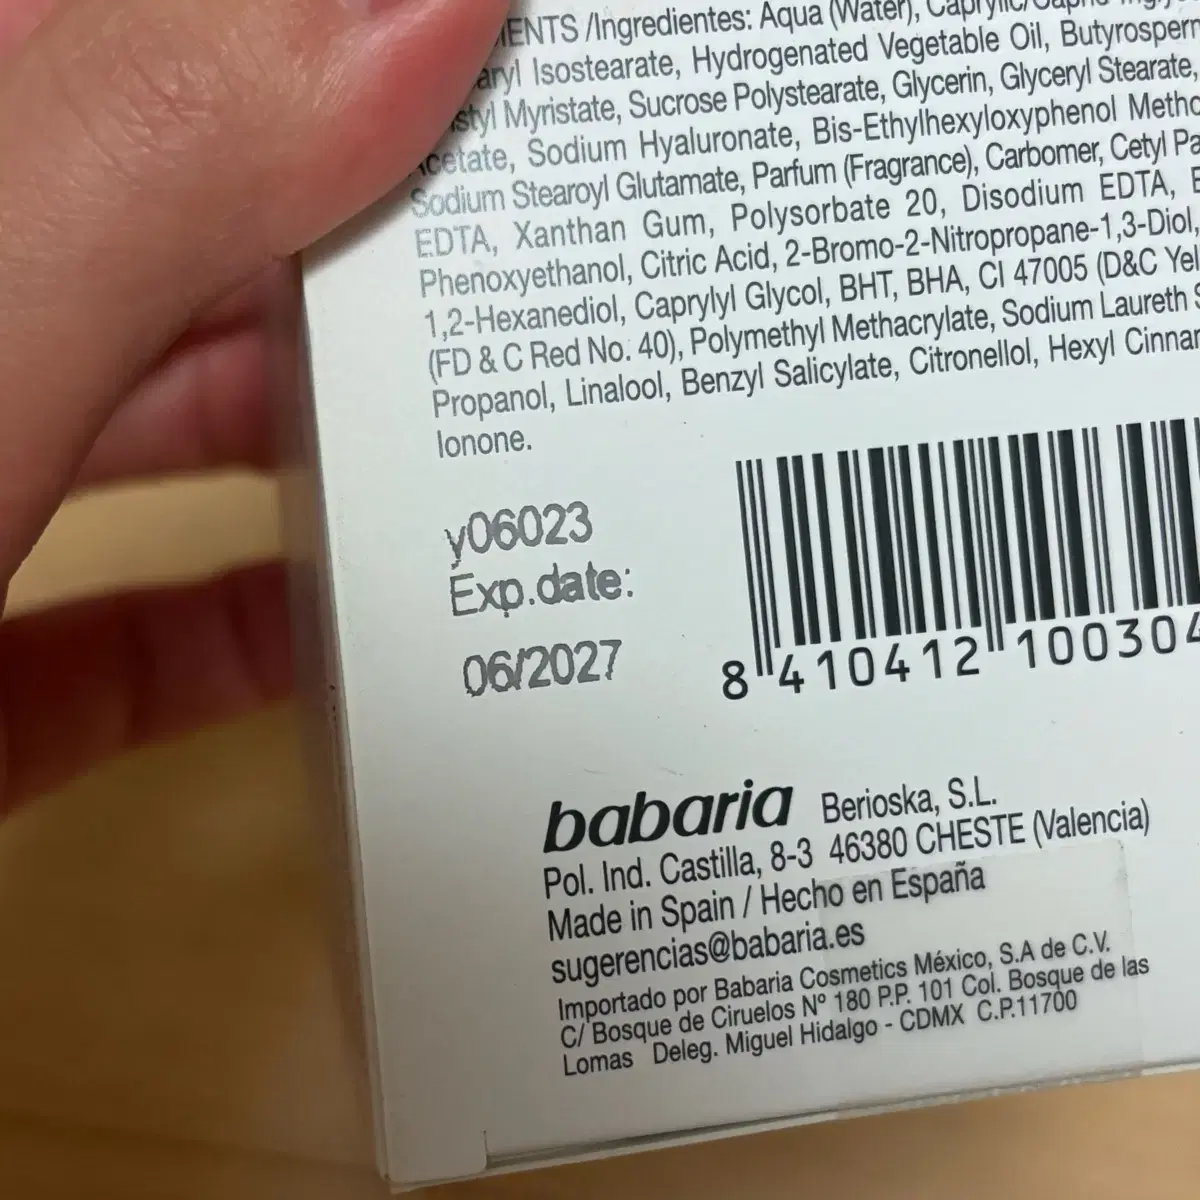 /Ingredientes: Aqua (Water),
Isostearate, Hydrogenated Vegetable Oil,
Myristate, Sucrose Polystearate, Glycerin, Glyceryl Stearate,
Acetate, Sodium Hyaluronate, Bis-Ethylhexyloxyphenol
Sodium Stearoyl Glutamate, Parfum (Fragrance), Carbomer, Cetyl
EDTA, Xanthan Gum, Polysorbate 20, Disodium EDTA,
Phenoxyethanol, Citric Acid, 2-Bromo-2-Nitropropane-1,3-Diol,
1,2-Hexanediol, Caprylyl Glycol, BHT, BHA, CI 47005 (D&C
(FD & C Red No. 40), Polymethyl Methacrylate, Sodium Laureth
Propanol, Linalool, Benzyl Salicylate, Citronellol, Hexyl
Ionone.
y06023
Exp.date:
06/2027
8 410412 100304
babaria Berioska, S.L.
Pol. Ind. Castilla, 8-3 46380 CHESTE (Valencia)
Made in Spain / Hecho en España
sugerencias@babaria.es
Importado por Babaria Cosmetics México, S.A de C.V.
C/ Bosque de Ciruelos Nº 180 P.P. 101 Col. Bosque de las
Lomas Deleg. Miguel Hidalgo - CDMX C.P.11700